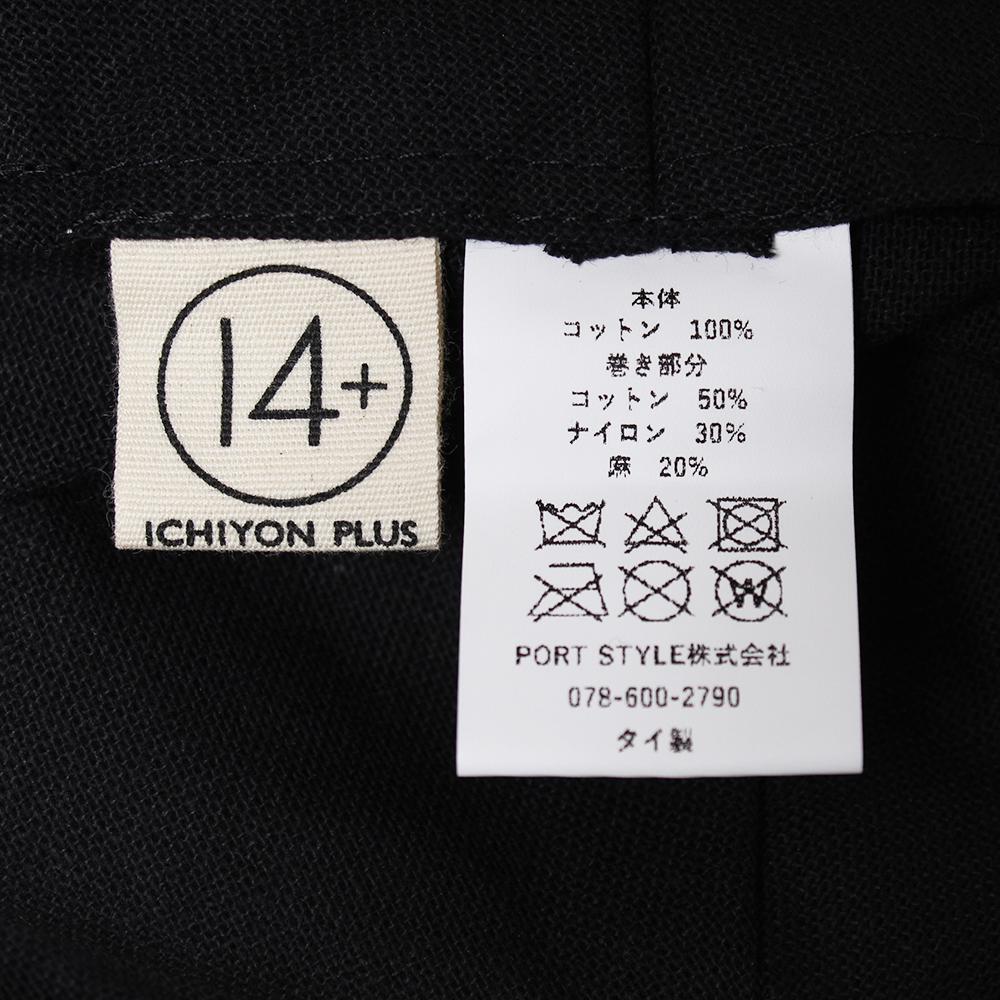 14+
ICHIYON PLUS
本体
コットン 100%
巻き部分
コットン 50%
ナイロン 30%
麻 20%
W
PORT STYLE株式会社
078-600-2790
タイ製